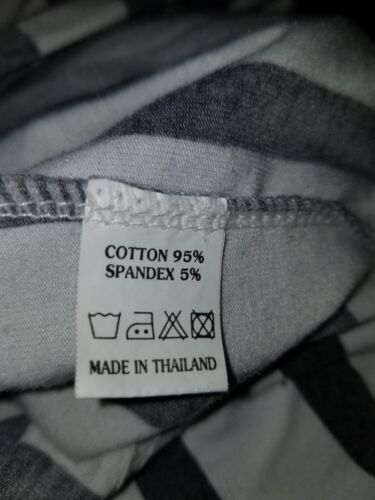 COTTON 95%
SPANDEX 5%
MADE IN THAILAND